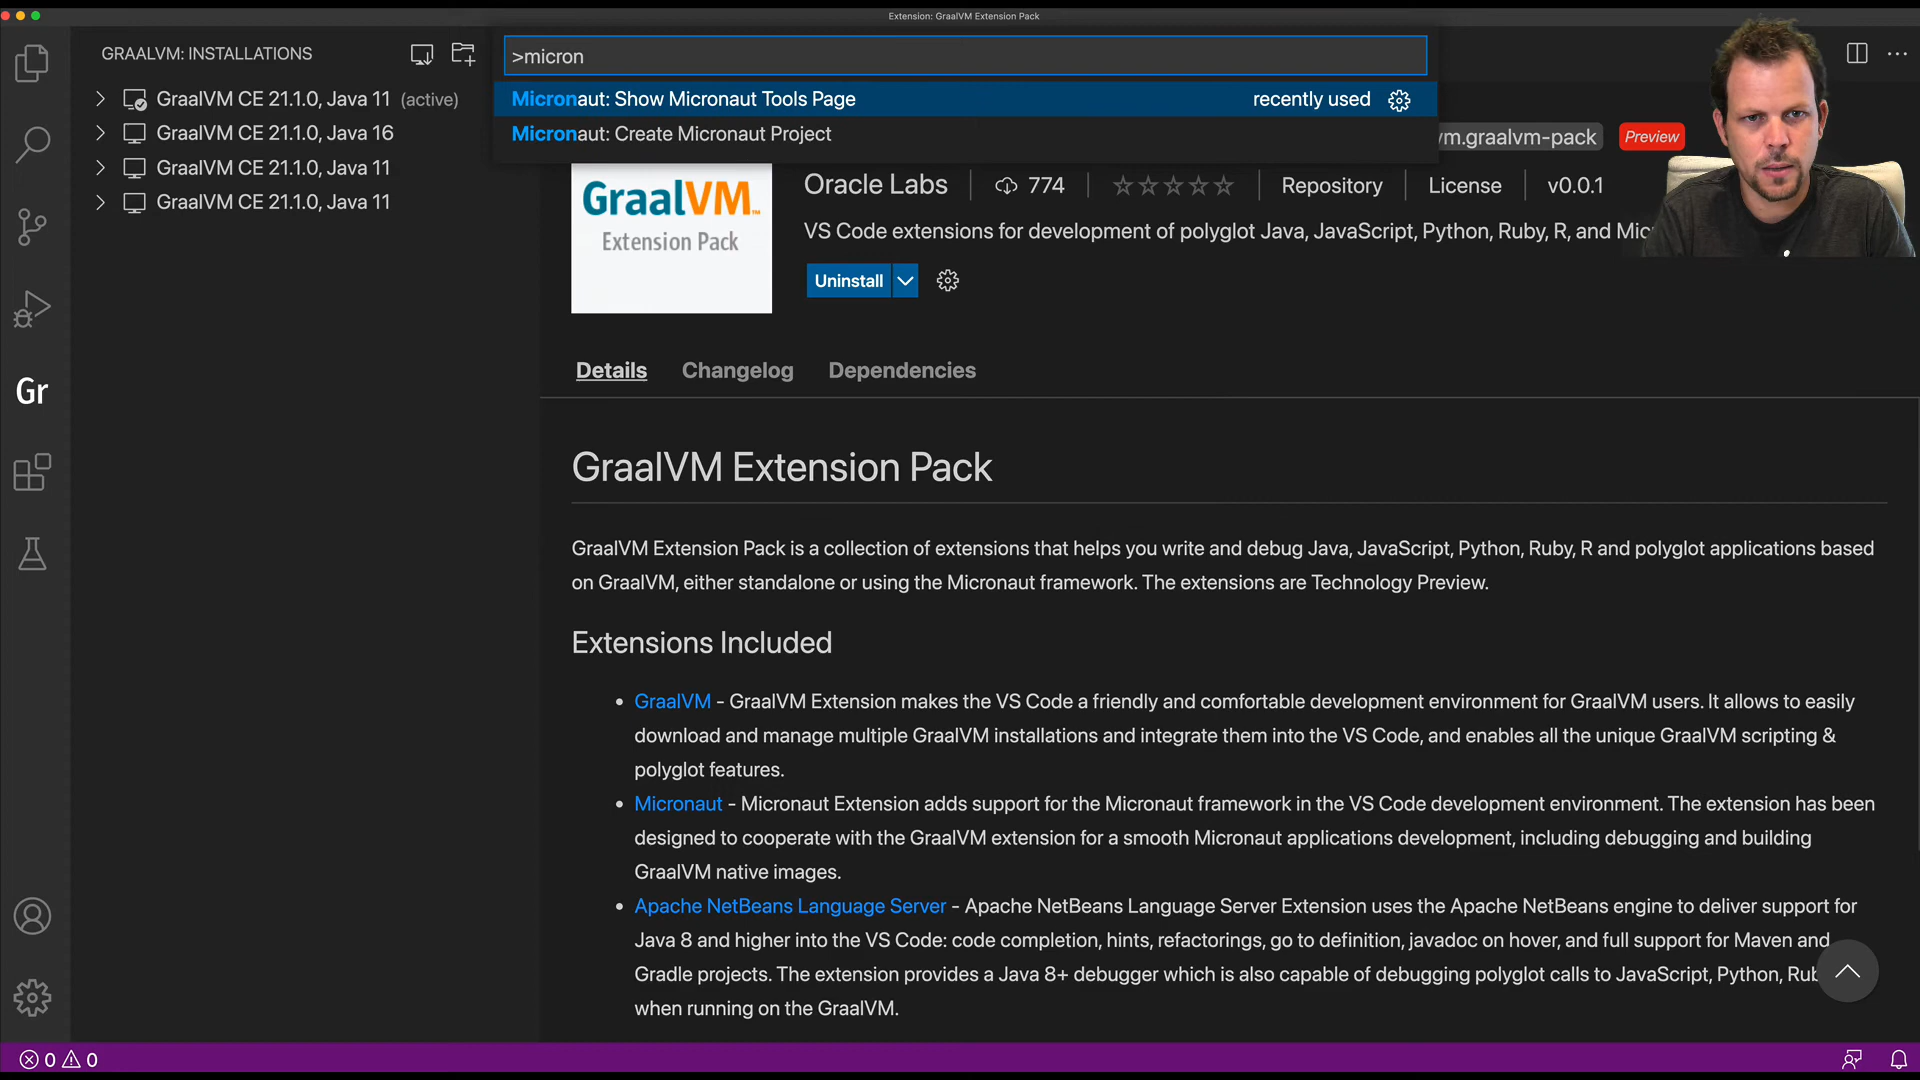 Extension: GraalVM Extension Pack
GRAALVM: INSTALLATIONS
>micron
GraalVM CE 21.1.0, Java 11 (active)
Micronaut: Show Micronaut Tools Page recently used
GraalVM CE 21.1.0, Java 16
Micronaut: Create Micronaut Project
vm.graalvm-pack Preview
GraalVM CE 21.1.0, Java 11
GraalVM CE 21.1.0, Java 11
GraalVM™
Extension Pack
Oracle Labs 774 Repository License v0.0.1
VS Code extensions for development of polyglot Java, JavaScript, Python, Ruby, R, and Mic
Uninstall
Gr
Details Changelog Dependencies
GraalVM Extension Pack
GraalVM Extension Pack is a collection of extensions that helps you write and debug Java, JavaScript, Python, Ruby, R and polyglot applications based
on GraalVM, either standalone or using the Micronaut framework. The extensions are Technology Preview.
Extensions Included
• GraalVM - GraalVM Extension makes the VS Code a friendly and comfortable development environment for GraalVM users. It allows to easily
download and manage multiple GraalVM installations and integrate them into the VS Code, and enables all the unique GraalVM scripting &
polyglot features.
• Micronaut - Micronaut Extension adds support for the Micronaut framework in the VS Code development environment. The extension has been
designed to cooperate with the GraalVM extension for a smooth Micronaut applications development, including debugging and building
GraalVM native images.
• Apache NetBeans Language Server - Apache NetBeans Language Server Extension uses the Apache NetBeans engine to deliver support for
Java 8 and higher into the VS Code: code completion, hints, refactorings, go to definition, javadoc on hover, and full support for Maven and
Gradle projects. The extension provides a Java 8+ debugger which is also capable of debugging polyglot calls to JavaScript, Python, Ru
when running on the GraalVM.
0 0